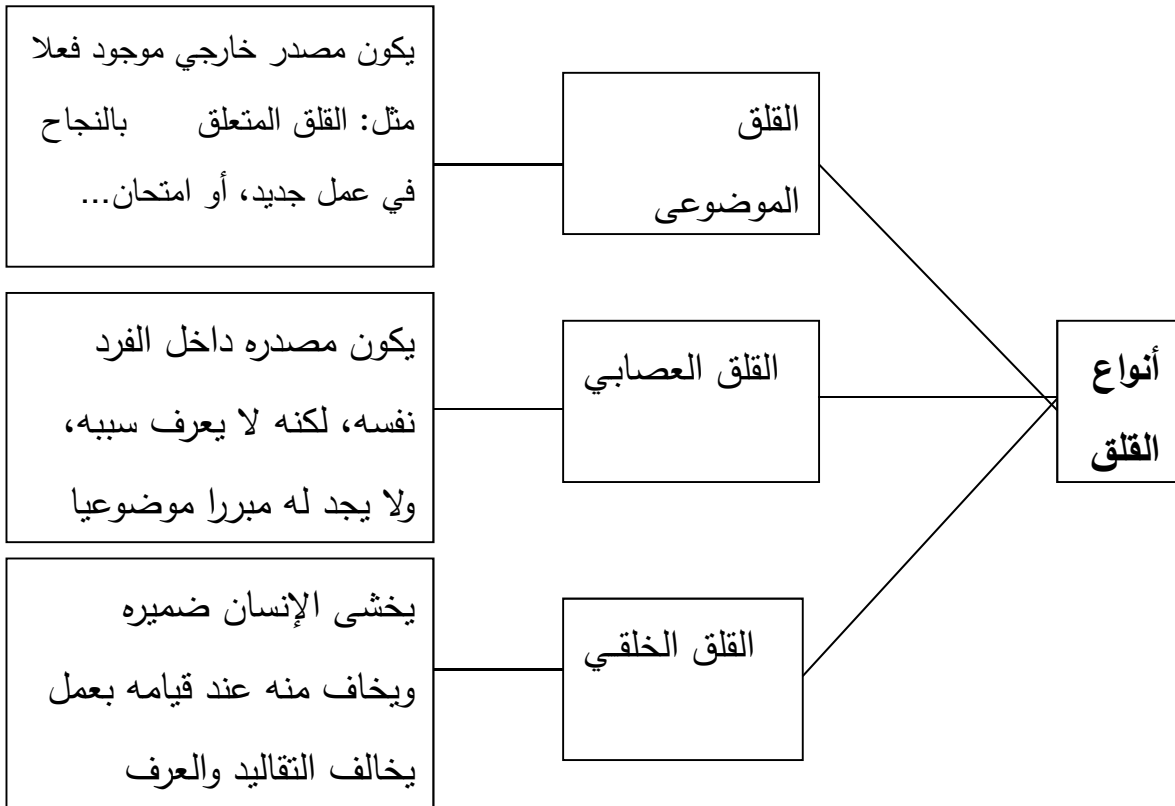 أنواع
القلق
القلق
الموضوعى
يكون مصدر خارجي موجود فعلا
مثل: القلق المتعلق بالنجاح
في عمل جديد، أو امتحان...
القلق العصابي
يكون مصدره داخل الفرد
نفسه، لكنه لا يعرف سببه،
ولا يجد له مبررا موضوعيا
القلق الخلقي
يخشى الإنسان ضميره
ويخاف منه عند قيامه بعمل
يخالف التقاليد والعرف